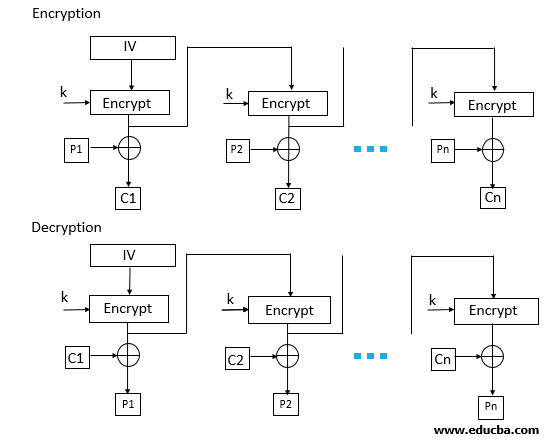 Encryption
IV
k Encrypt k Encrypt k Encrypt
P1 P2 Pn
C1 C2 Cn
Decryption
IV
k Encrypt k Encrypt k Encrypt
C1 C2 Cn
P1 P2 Pn
www.educba.com